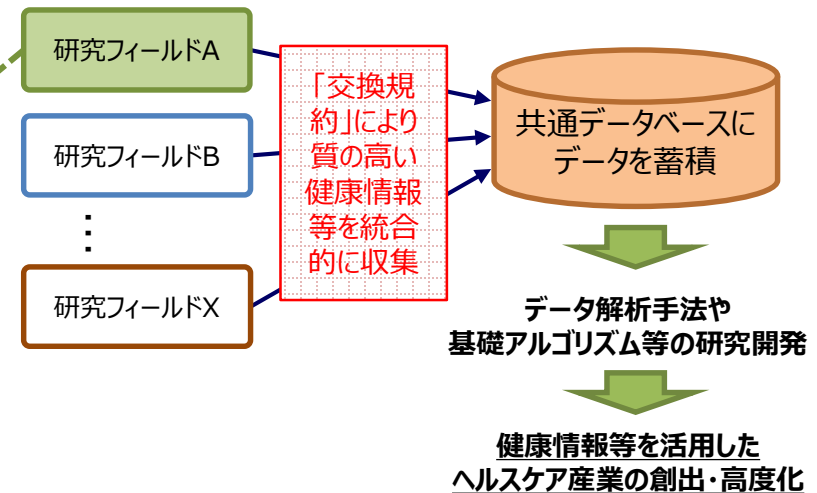 研究フィールドA
研究フィールドB
⋮
研究フィールドX
「交換規
約」により
質の高い
健康情報
等を統合
的に収集
共通データベースに
データを蓄積
データ解析手法や
基礎アルゴリズム等の研究開発
健康情報等を活用した
ヘルスケア産業の創出・高度化